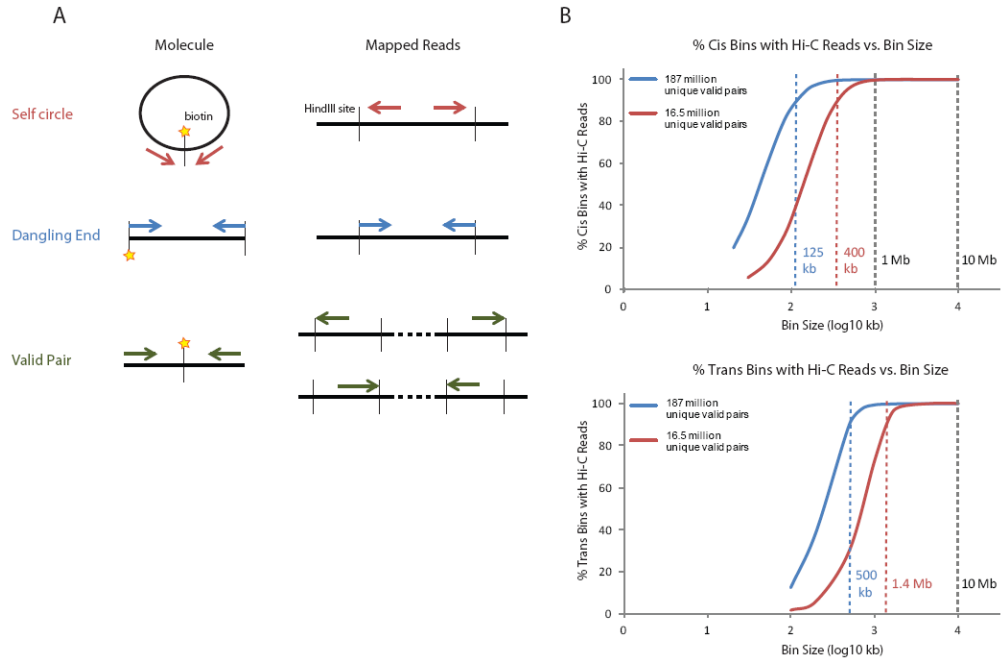 A
Molecule
Mapped Reads
Self circle
biotin
HindIII site
Dangling End
Valid Pair
B
% Cis Bins with Hi-C Reads vs. Bin Size
% Cis Bins with Hi-C Reads
100
80
60
40
20
0
187 million
unique valid pairs
16.5 million
unique valid pairs
125
kb
400
kb
1 Mb
10 Mb
0
1
2
3
4
Bin Size (log10 kb)
% Trans Bins with Hi-C Reads vs. Bin Size
% Trans Bins with Hi-C Reads
100
80
60
40
20
0
187 million
unique valid pairs
16.5 million
unique valid pairs
500
kb
1.4 Mb
10 Mb
0
1
2
3
4
Bin Size (log10 kb)